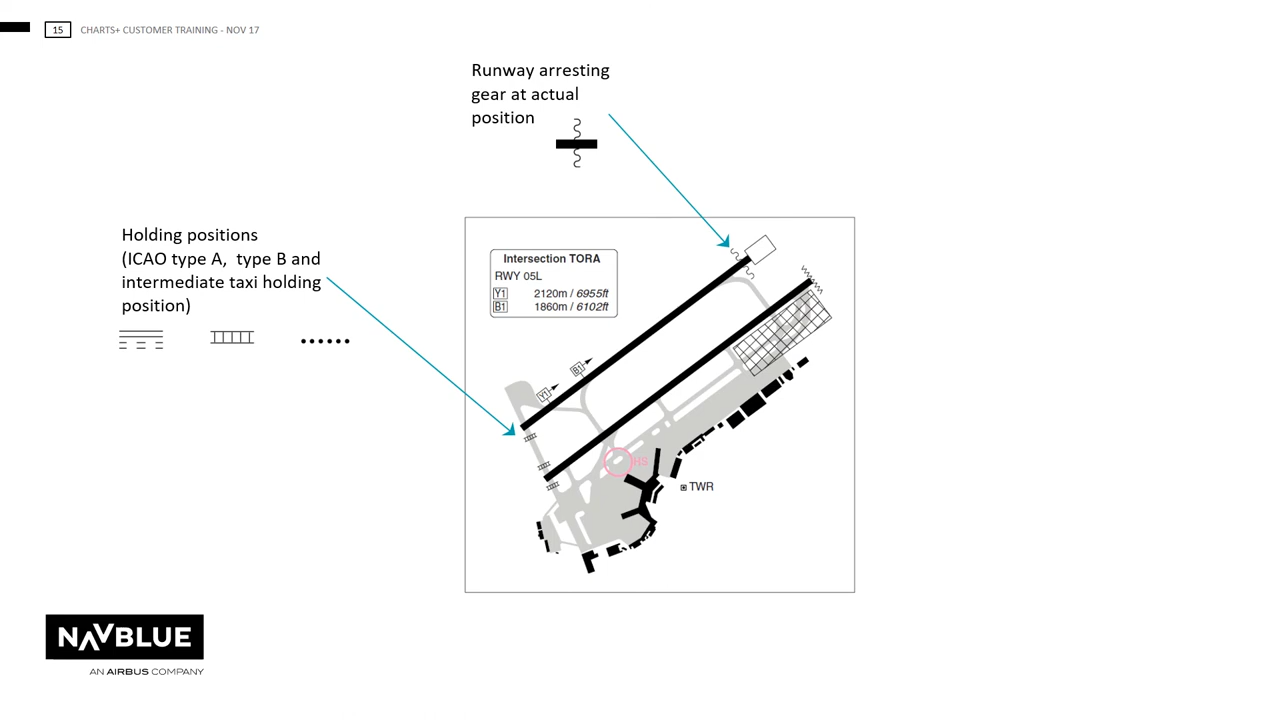 15 CHARTS+ CUSTOMER TRAINING - NOV 17
Runway arresting
gear at actual
position
Holding positions
(ICAO type A,  type B and
intermediate taxi holding
position)
Intersection TORA
RWY 05L
Y1 2120m / 6955ft
B1 1860m / 6102ft
B1
Y1
HS
TWR
NAVBLUE
AN AIRBUS COMPANY